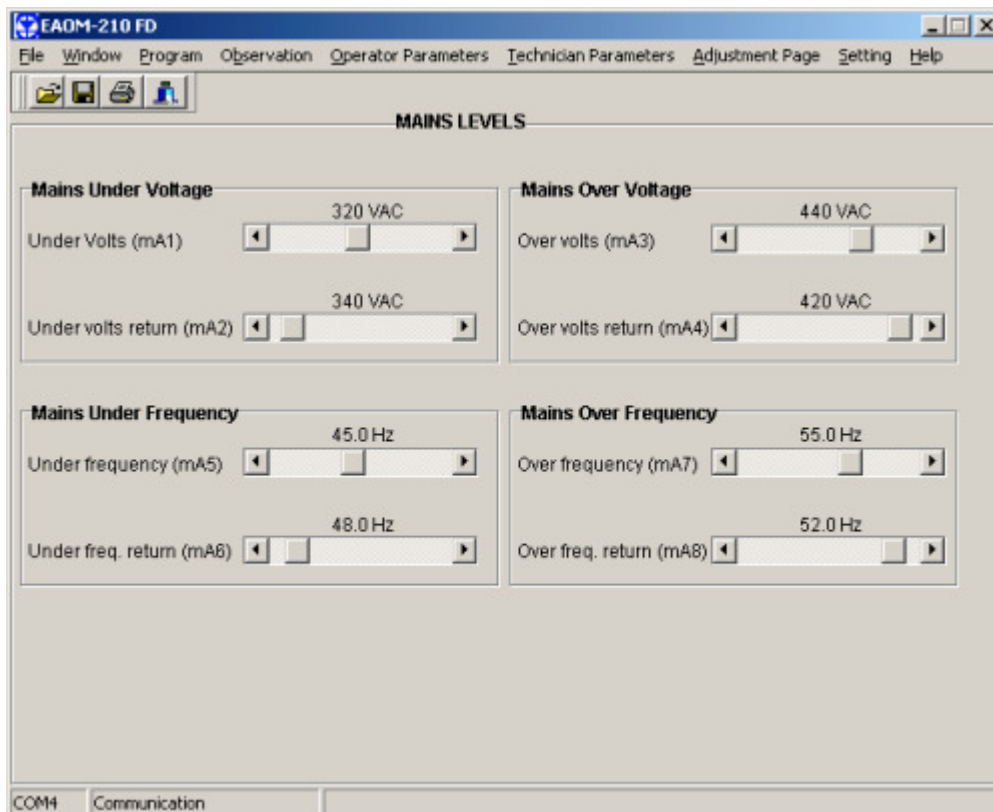 EAOM-210 FD
File Window Program Observation Operator Parameters Technician Parameters Adjustment Page Setting Help
MAINS LEVELS
Mains Under Voltage
320 VAC
Under Volts (mA1)
340 VAC
Under volts return (mA2)
Mains Over Voltage
440 VAC
Over volts (mA3)
420 VAC
Over volts return (mA4)
Mains Under Frequency
45.0 Hz
Under frequency (mA5)
48.0 Hz
Under freq. return (mA6)
Mains Over Frequency
55.0 Hz
Over frequency (mA7)
52.0 Hz
Over freq. return (mA8)
COM4 Communication